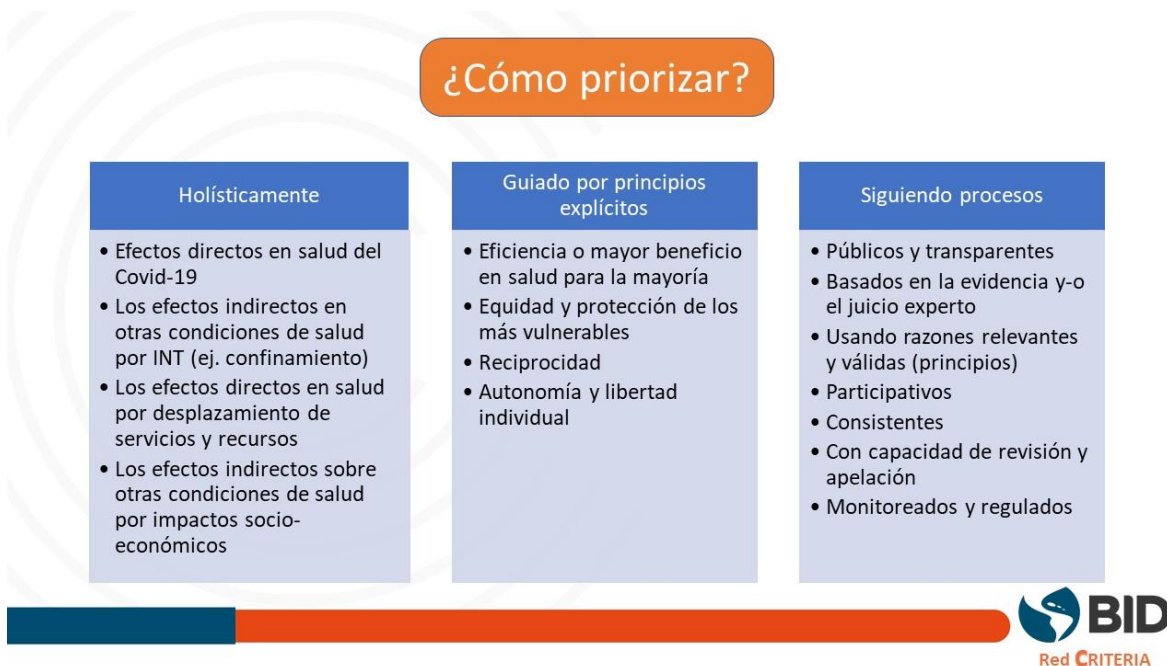 ¿Cómo priorizar?
Holísticamente
• Efectos directos en salud del
Covid-19
• Los efectos indirectos en
otras condiciones de salud
por INT (ej. confinamiento)
• Los efectos directos en salud
por desplazamiento de
servicios y recursos
• Los efectos indirectos sobre
otras condiciones de salud
por impactos socio-
económicos
Guiado por principios
explícitos
• Eficiencia o mayor beneficio
en salud para la mayoría
• Equidad y protección de los
más vulnerables
• Reciprocidad
• Autonomía y libertad
individual
Siguiendo procesos
• Públicos y transparentes
• Basados en la evidencia y-o
el juicio experto
• Usando razones relevantes
y válidas (principios)
• Participativos
• Consistentes
• Con capacidad de revisión y
apelación
• Monitoreados y regulados
BID
Red CRITERIA